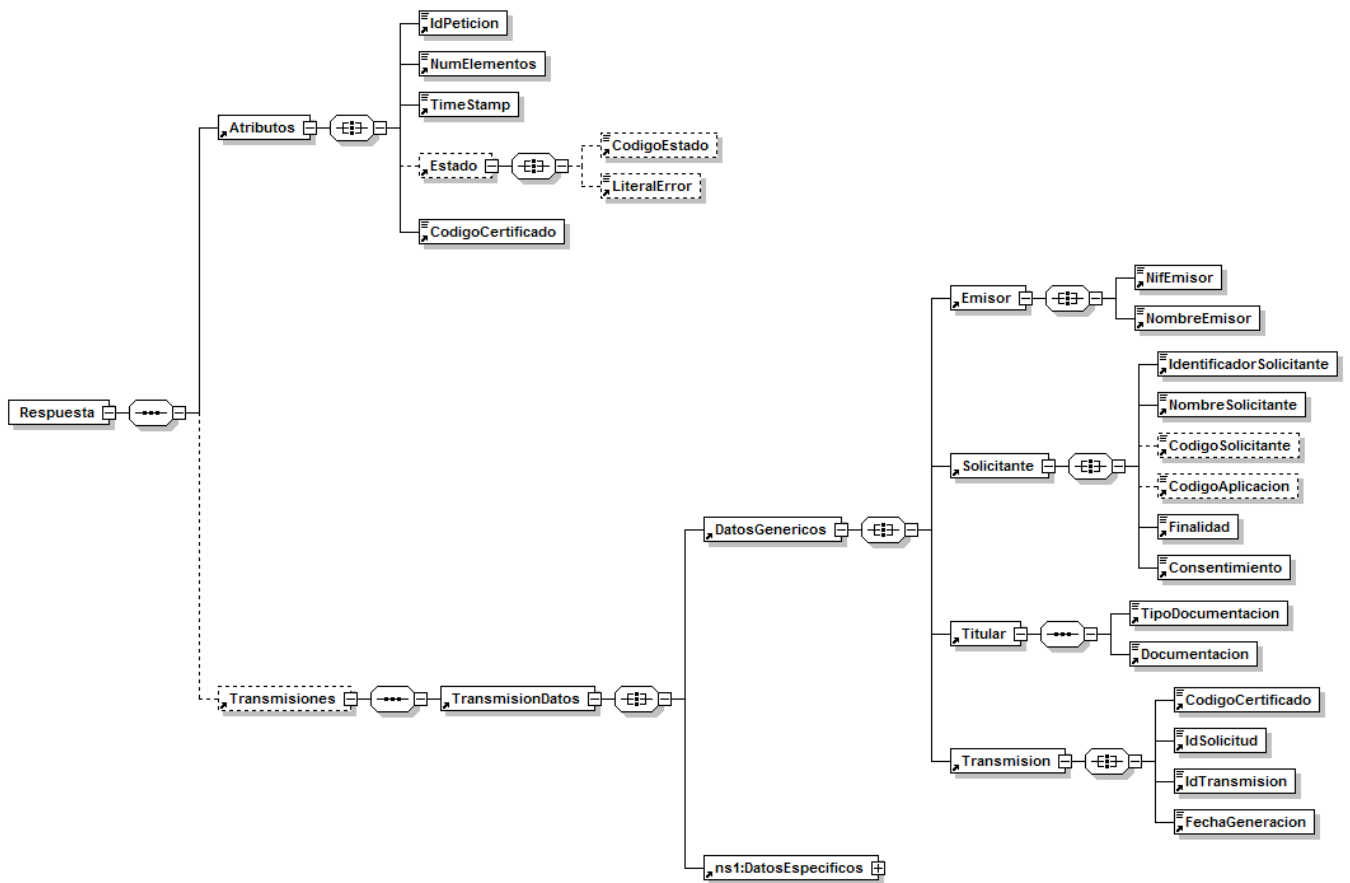 IdPeticion
NumElementos
TimeStamp
Atributos
CodigoEstado
Estado
LiteralError
CodigoCertificado
NifEmisor
Emisor
NombreEmisor
IdentificadorSolicitante
Respuesta
NombreSolicitante
CodigoSolicitante
Solicitante
CodigoAplicacion
DatosGenericos
Finalidad
Consentimiento
TipoDocumentacion
Titular
Documentacion
Transmisiones
TransmisionDatos
CodigoCertificado
IdSolicitud
Transmision
IdTransmision
FechaGeneracion
ns1:DatosEspecificos